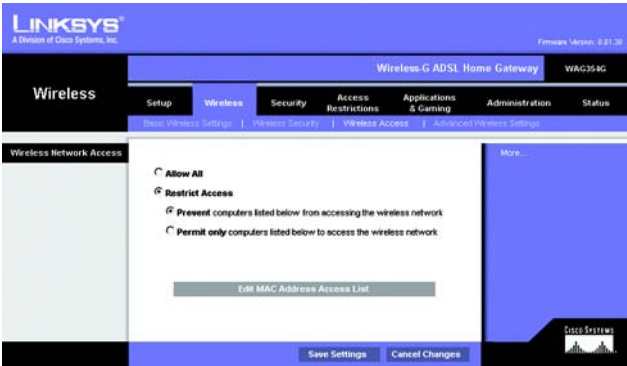 LINKSYS®
A Division of Cisco Systems, Inc.
Firmware Version: 0.01.30
Wireless-G ADSL Home Gateway WAG354G
Wireless
Setup Wireless Security Access Restrictions Applications & Gaming Administration Status
Basic Wireless Settings | Wireless Security | Wireless Access | Advanced Wireless Settings
Wireless Network Access
More...
Allow All
Restrict Access
Prevent computers listed below from accessing the wireless network
Permit only computers listed below to access the wireless network
Edit MAC Address Access List
Save Settings Cancel Changes
CISCO SYSTEMS